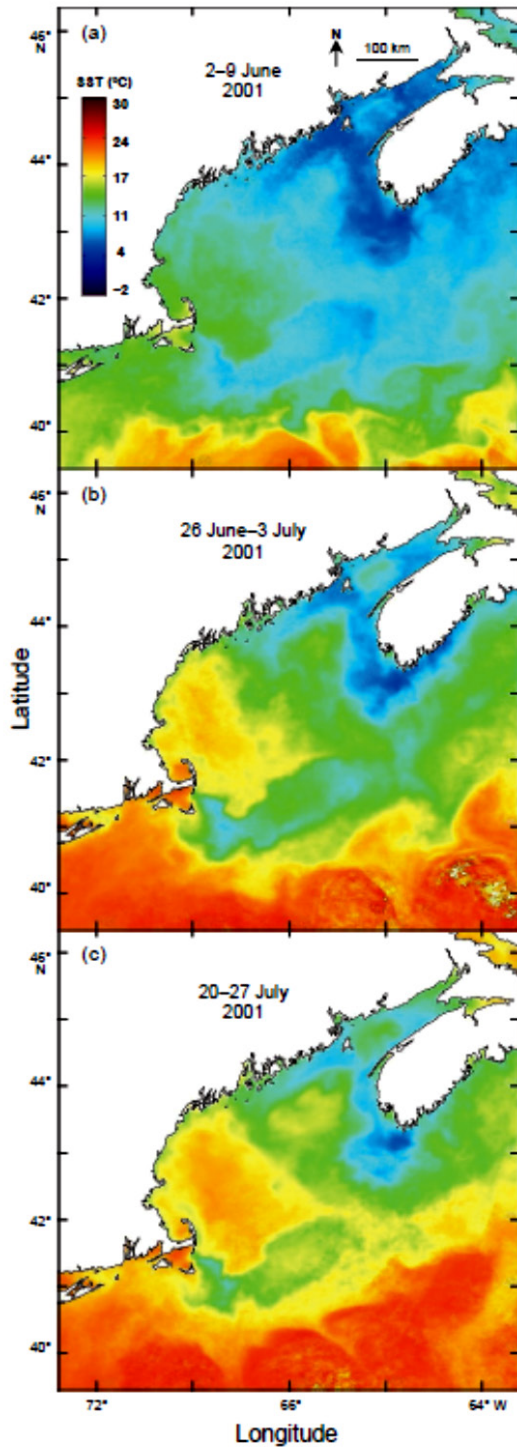 46°
N
(a)
N
100 km
2–9 June
2001
SST (ºC)
30
24
17
11
4
–2
44°
42°
40°
46°
N
(b)
26 June–3 July
2001
44°
42°
40°
Latitude
46°
N
(c)
20–27 July
2001
44°
42°
40°
72°
66°
64° W
Longitude